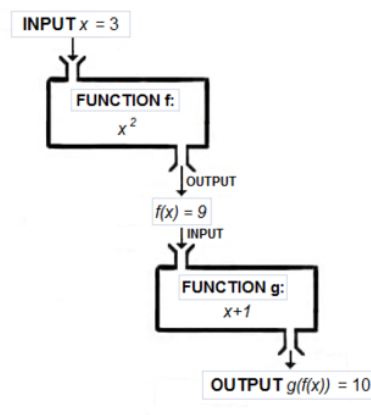 INPUT x = 3
FUNCTION f:
x²
OUTPUT
f(x) = 9
INPUT
FUNCTION g:
x+1
OUTPUT g(f(x)) = 10